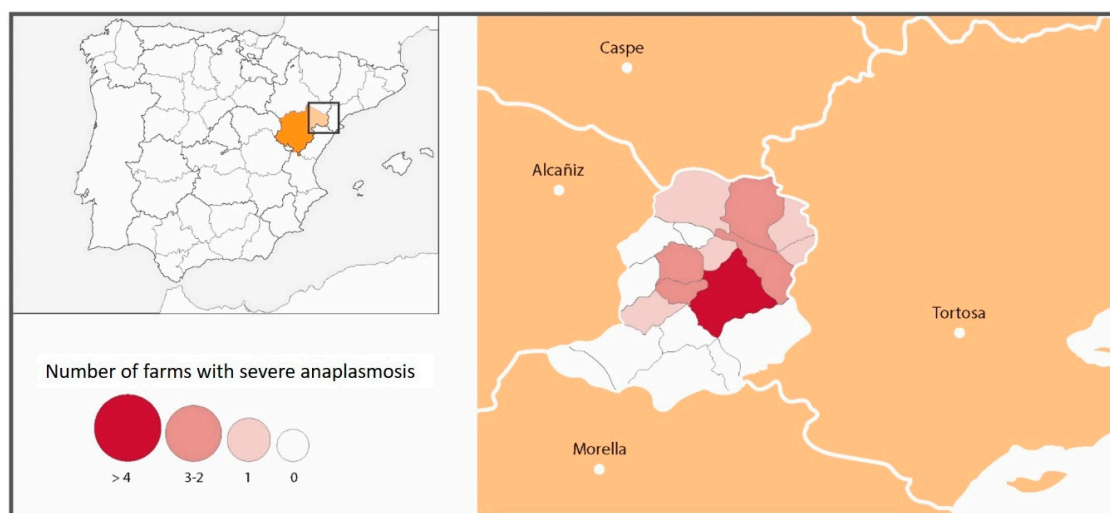 Caspe
Alcañiz
Tortosa
Morella
Number of farms with severe anaplasmosis
> 4
3-2
1
0